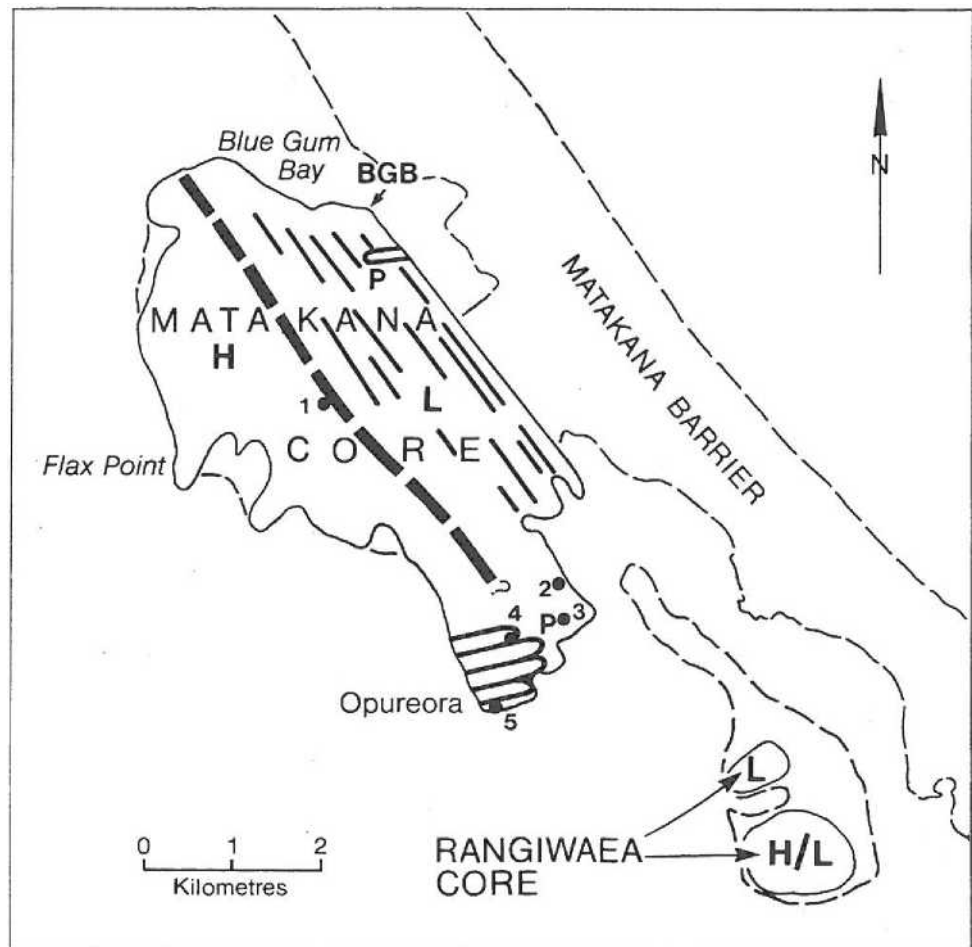 Blue Gum
Bay
BGB
N
P
MATAKANA
H
MATAKANA BARRIER
1
L
CORE
Flax Point
?
2
4
P
3
Opureora
5
L
0 1 2
Kilometres
RANGIWAEA
CORE
H/L